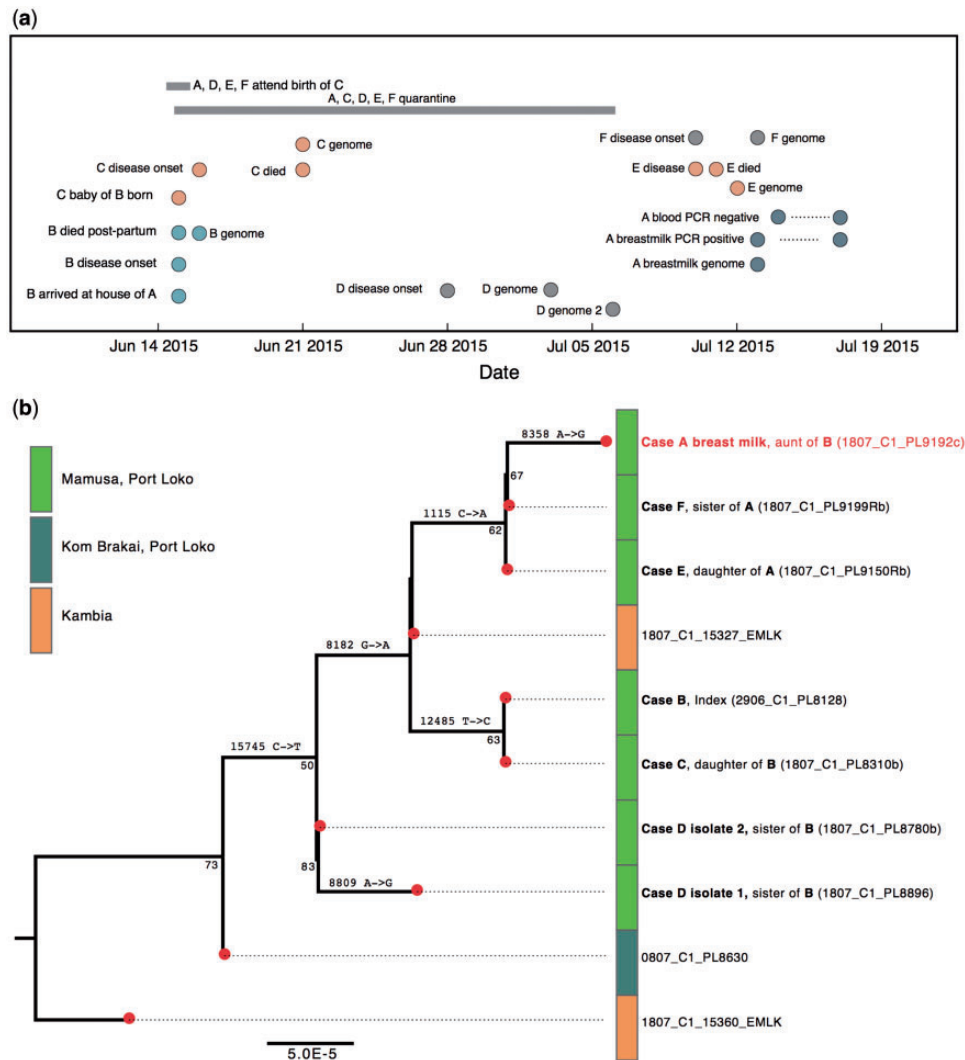 (a)
A, D, E, F attend birth of C
A, C, D, E, F quarantine
C genome
F disease onset
F genome
C disease onset
C died
E disease
E died
E genome
C baby of B born
A blood PCR negative
B died post-partum
B genome
A breastmilk PCR positive
B disease onset
A breastmilk genome
B arrived at house of A
D disease onset
D genome
D genome 2
Jun 14 2015
Jun 21 2015
Jun 28 2015
Jul 05 2015
Jul 12 2015
Jul 19 2015
Date
(b)
Mamusa, Port Loko
Kom Brakai, Port Loko
Kambia
8358 A->G
Case A breast milk, aunt of B (1807_C1_PL9192c)
67
1115 C->A
Case F, sister of A (1807_C1_PL9199Rb)
62
Case E, daughter of A (1807_C1_PL9150Rb)
1807_C1_15327_EMLK
8182 G->A
Case B, Index (2906_C1_PL8128)
12485 T->C
63
Case C, daughter of B (1807_C1_PL8310b)
15745 C->T
50
Case D isolate 2, sister of B (1807_C1_PL8780b)
83
73
8809 A->G
Case D isolate 1, sister of B (1807_C1_PL8896)
0807_C1_PL8630
1807_C1_15360_EMLK
5.0E-5